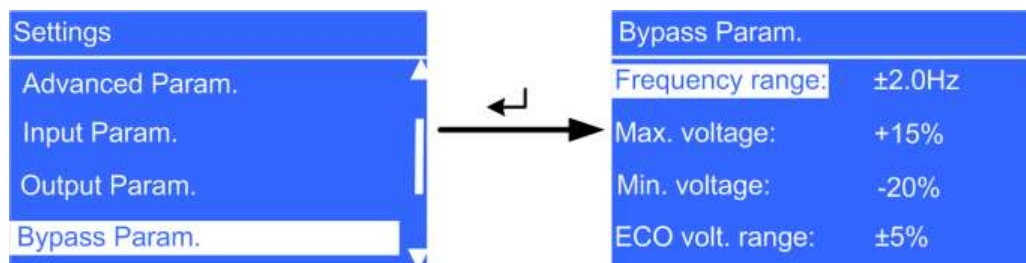 Settings
Advanced Param.
Input Param.
Output Param.
Bypass Param.
Bypass Param.
Frequency range: ±2.0Hz
Max. voltage: +15%
Min. voltage: -20%
ECO volt. range: ±5%